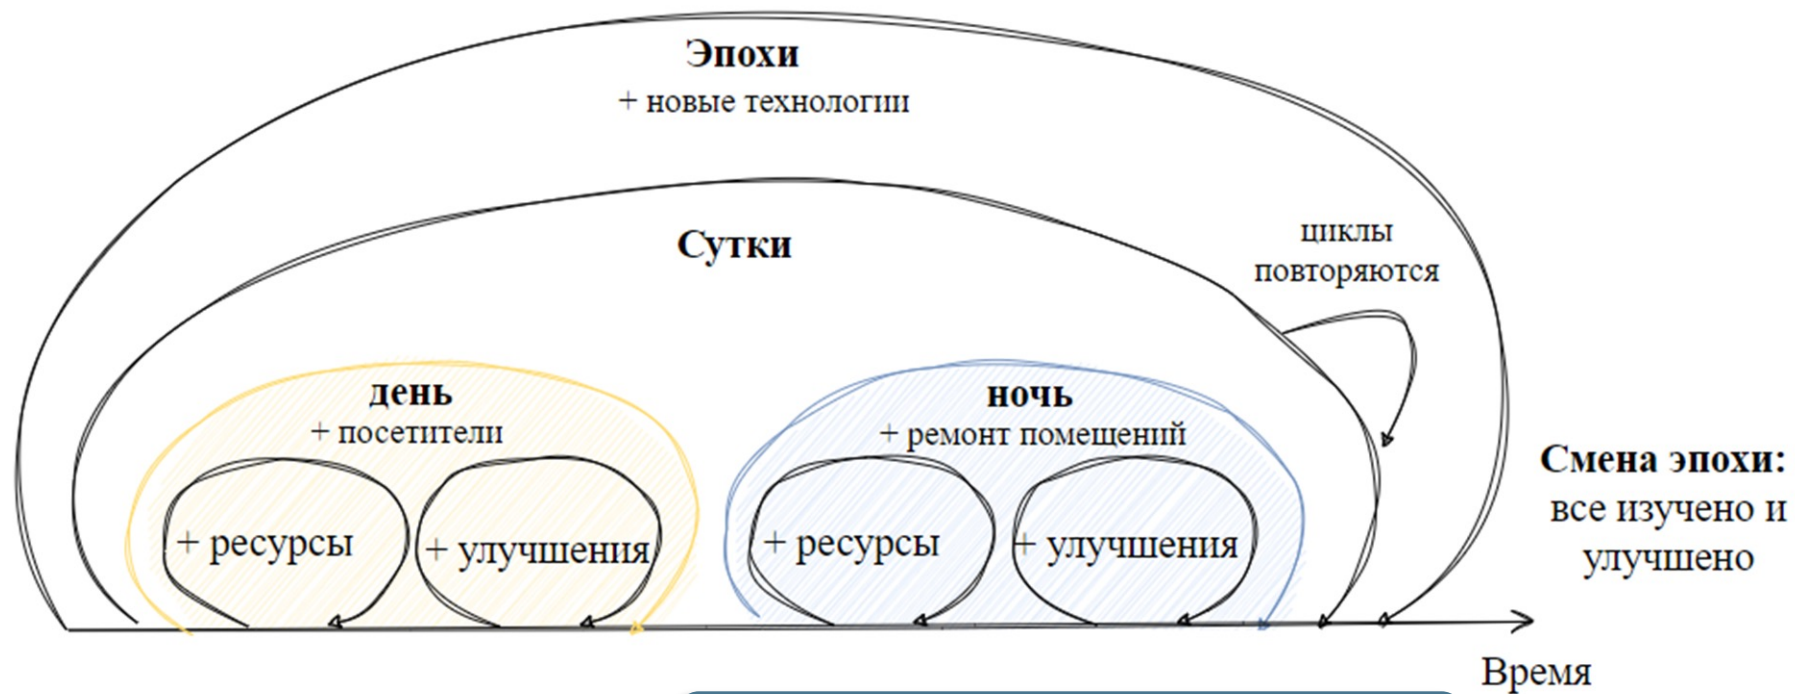 Эпохи
+ новые технологии
Сутки
циклы
повторяются
день
+ посетители
+ ресурсы
+ улучшения
ночь
+ ремонт помещений
+ ресурсы
+ улучшения
Смена эпохи:
все изучено и
улучшено
Время